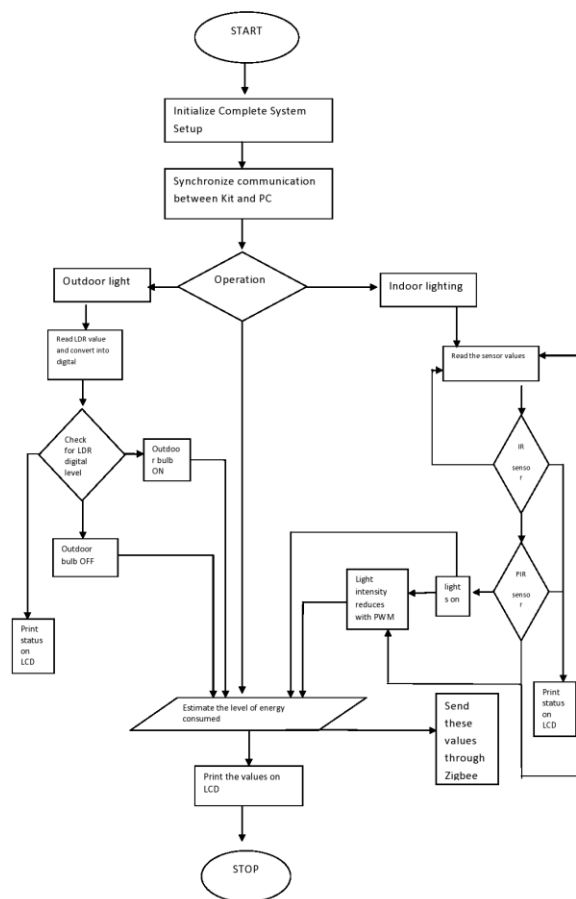 START
Initialize Complete System
Setup
Synchronize communication
between Kit and PC
Operation
Outdoor light
Indoor lighting
Read LDR value
and convert into
digital
Read the sensor values
Check
for LDR
digital
level
Outdoo
r bulb
ON
IR
senso
r
Outdoor
bulb OFF
Light
intensity
reduces
with PWM
light
s on
PIR
senso
r
Print
status
on
LCD
Print
status
on LCD
Estimate the level of energy
consumed
Send
these
values
through
Zigbee
Print the values on
LCD
STOP